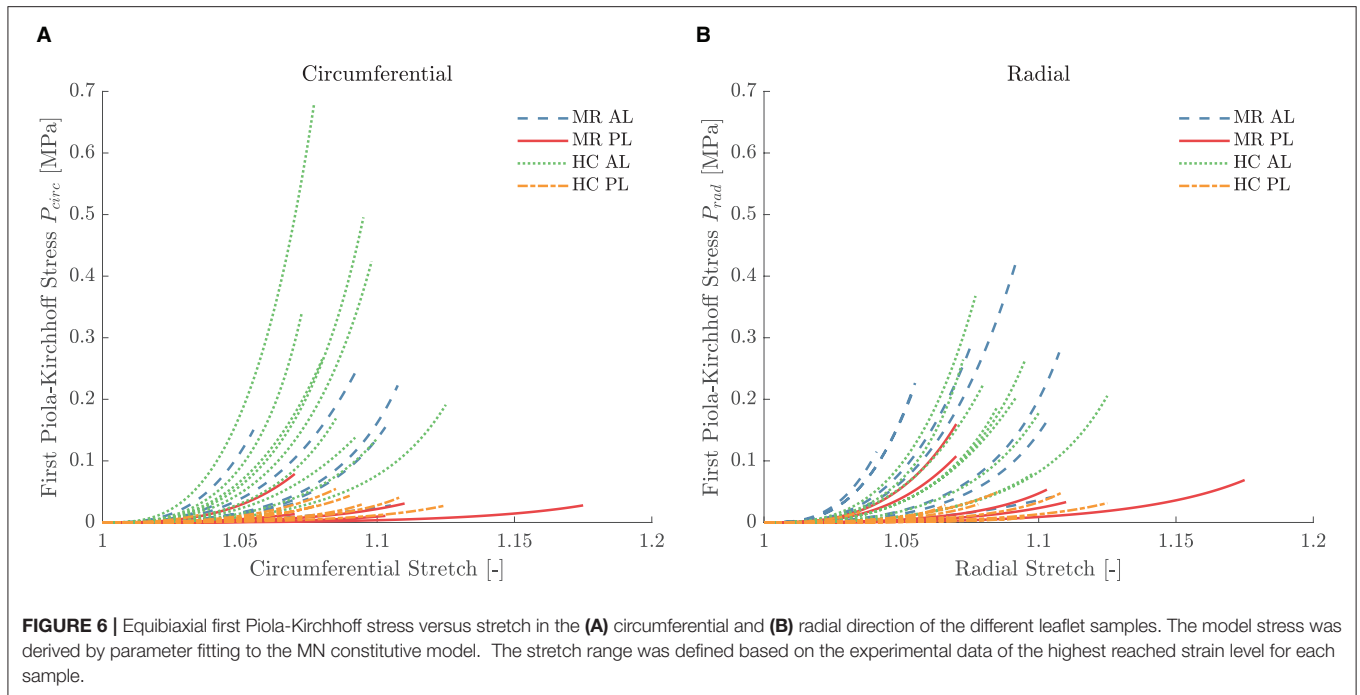 A
Circumferential
0.7
0.6
0.5
0.4
0.3
0.2
0.1
0
First Piola-Kirchhoff Stress P_circ [MPa]
MR AL
MR PL
HC AL
HC PL
1 1.05 1.1 1.15 1.2
Circumferential Stretch [-]
B
Radial
0.7
0.6
0.5
0.4
0.3
0.2
0.1
0
First Piola-Kirchhoff Stress P_rad [MPa]
MR AL
MR PL
HC AL
HC PL
1 1.05 1.1 1.15 1.2
Radial Stretch [-]
FIGURE 6 | Equibiaxial first Piola-Kirchhoff stress versus stretch in the (A) circumferential and (B) radial direction of the different leaflet samples. The model stress was
derived by parameter fitting to the MN constitutive model. The stretch range was defined based on the experimental data of the highest reached strain level for each
sample.